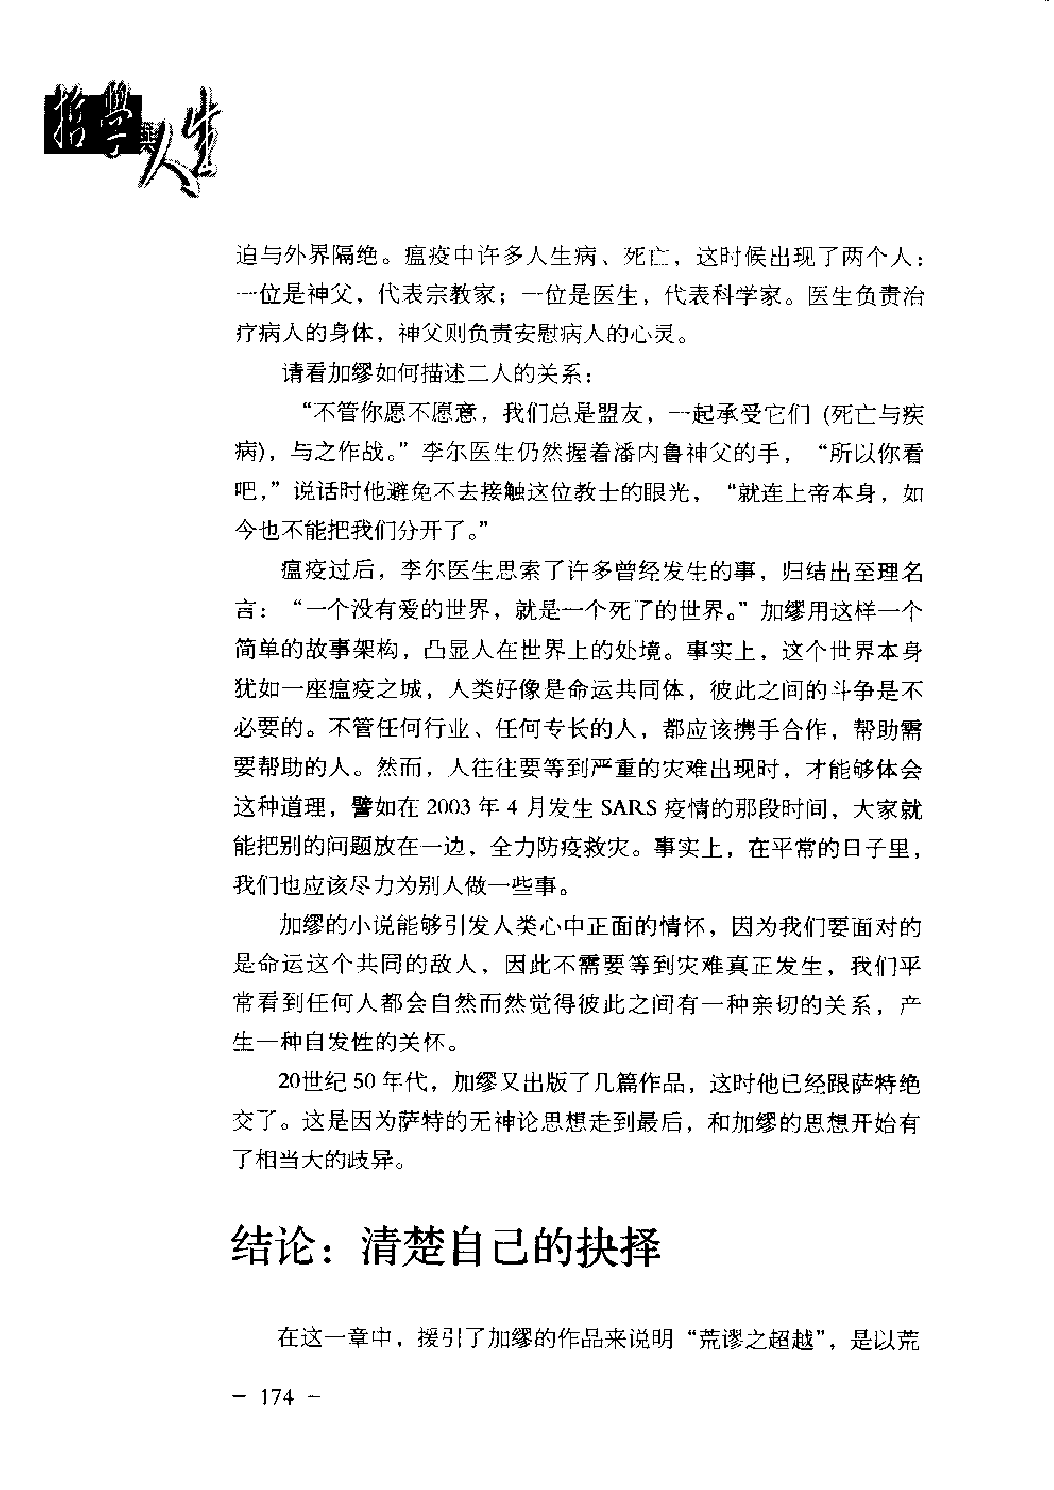 哲學與人生
迫与外界隔绝。瘟疫中许多人生病、死亡，这时候出现了两个人：
一位是神父，代表宗教家；一位是医生，代表科学家。医生负责治
疗病人的身体，神父则负责安慰病人的心灵。
请看加缪如何描述二人的关系：
“不管你愿不愿意，我们总是盟友，一起承受它们 (死亡与疾
病)，与之作战。”李尔医生仍然握着潘内鲁神父的手，“所以你看
吧，”说话时他避免不去接触这位教士的眼光，“就连上帝本身，如
今也不能把我们分开了。”
瘟疫过后，李尔医生思索了许多曾经发生的事，归结出至理名
言：“一个没有爱的世界，就是一个死了的世界。”加缪用这样一个
简单的故事架构，凸显人在世界上的处境。事实上，这个世界本身
犹如一座瘟疫之城，人类好像是命运共同体，彼此之间的斗争是不
必要的。不管任何行业、任何专长的人，都应该携手合作，帮助需
要帮助的人。然而，人往往要等到严重的灾难出现时，才能够体会
这种道理，譬如在 2003 年 4 月发生 SARS 疫情的那段时间，大家就
能把别的问题放在一边，全力防疫救灾。事实上，在平常的日子里，
我们也应该尽力为别人做一些事。
加缪的小说能够引发人类心中正面的情怀，因为我们要面对的
是命运这个共同的敌人，因此不需要等到灾难真正发生，我们平
常看到任何人都会自然而然觉得彼此之间有一种亲切的关系，产
生一种自发性的关怀。
20世纪 50 年代，加缪又出版了几篇作品，这时他已经跟萨特绝
交了。这是因为萨特的无神论思想走到最后，和加缪的思想开始有
了相当大的歧异。
结论：清楚自己的抉择
在这一章中，援引了加缪的作品来说明“荒谬之超越”，是以荒
－ 174 －